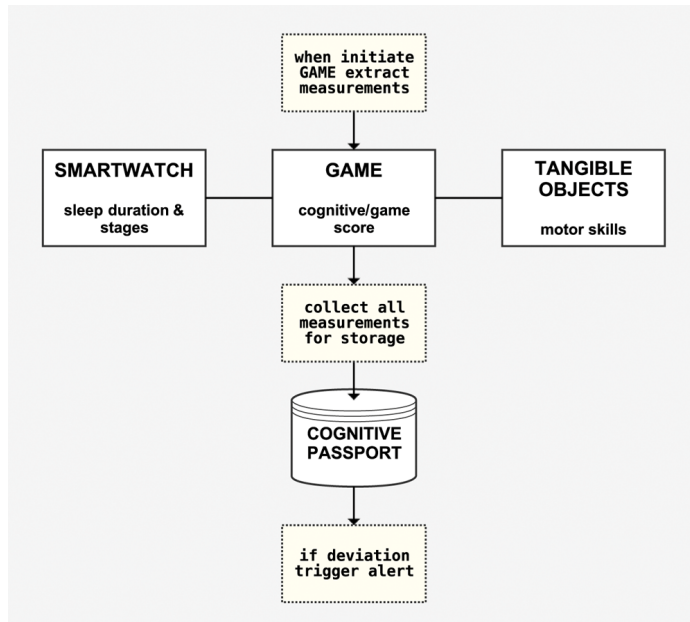 when initiate
GAME extract
measurements
SMARTWATCH
sleep duration &
stages
GAME
cognitive/game
score
TANGIBLE
OBJECTS
motor skills
collect all
measurements
for storage
COGNITIVE
PASSPORT
if deviation
trigger alert